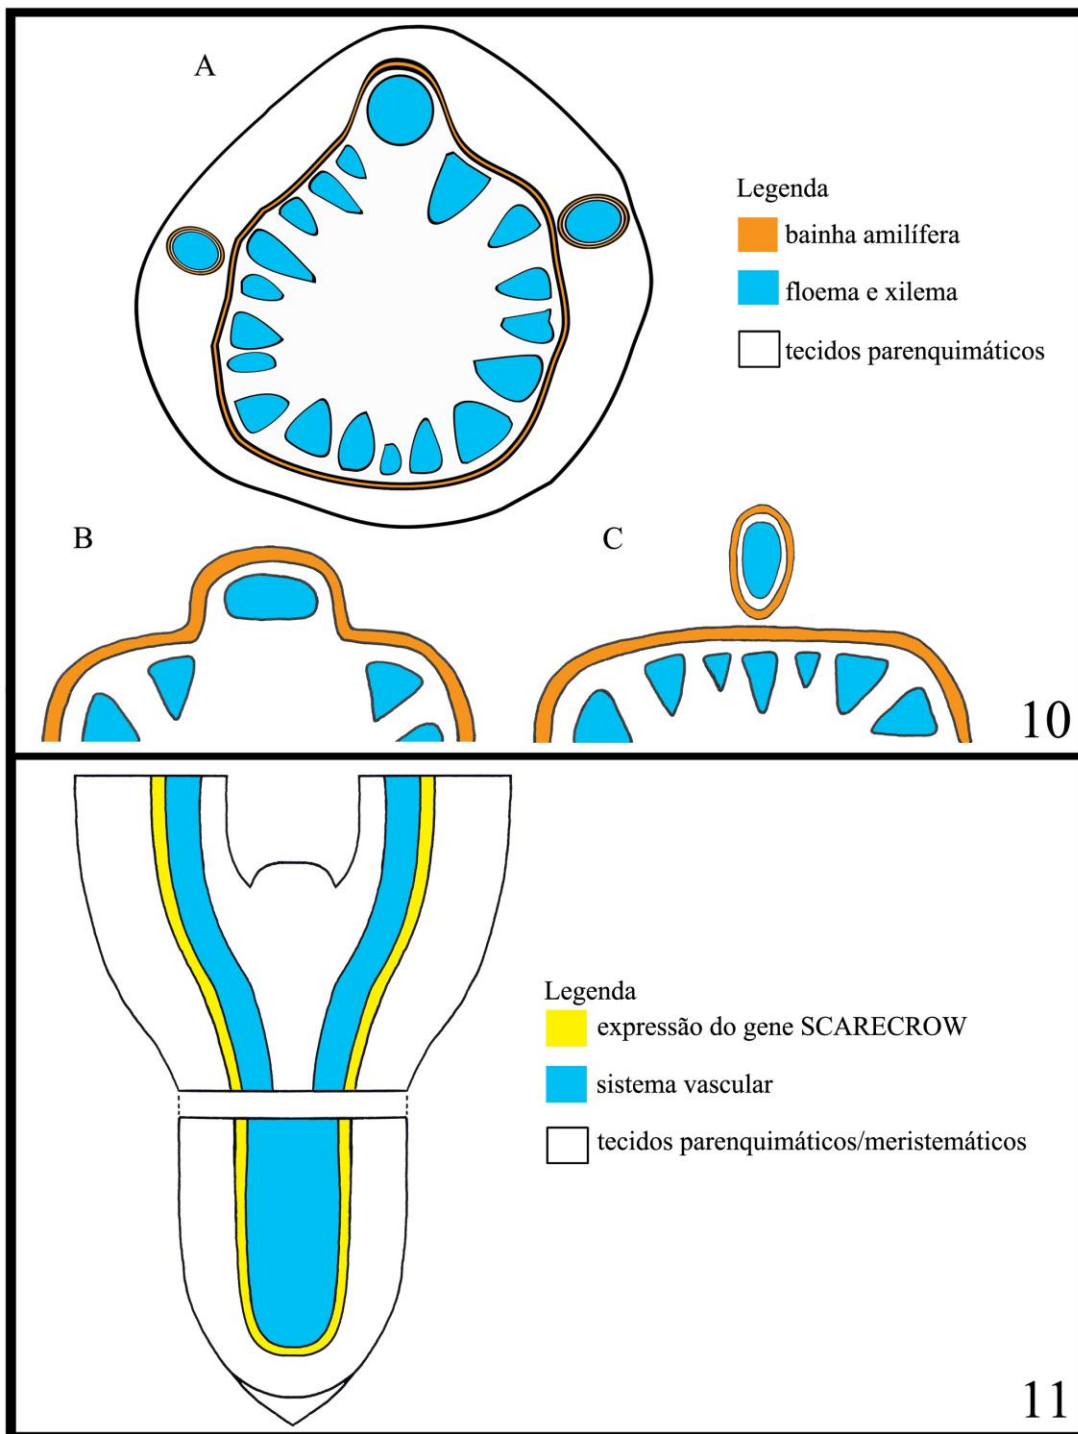 A
Legenda
bainha amilífera
floema e xilema
tecidos parenquimáticos
B
C
10
Legenda
expressão do gene SCARECROW
sistema vascular
tecidos parenquimáticos/meristemáticos
11